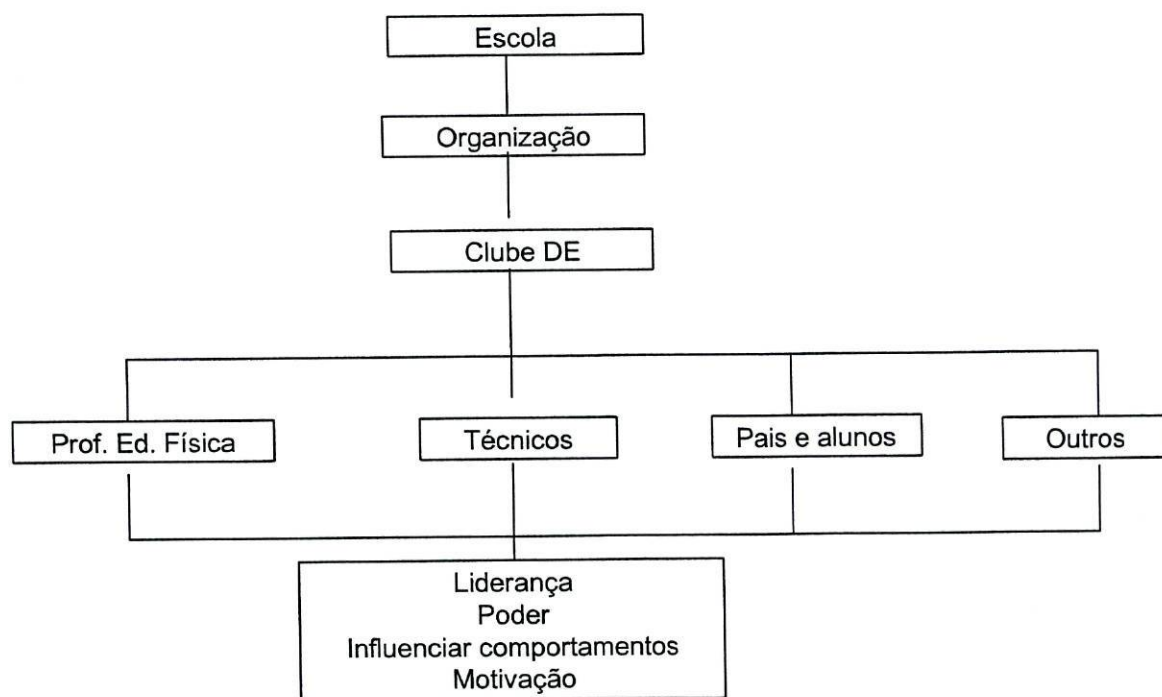 Escola
Organização
Clube DE
Prof. Ed. Física
Técnicos
Pais e alunos
Outros
Liderança
Poder
Influenciar comportamentos
Motivação